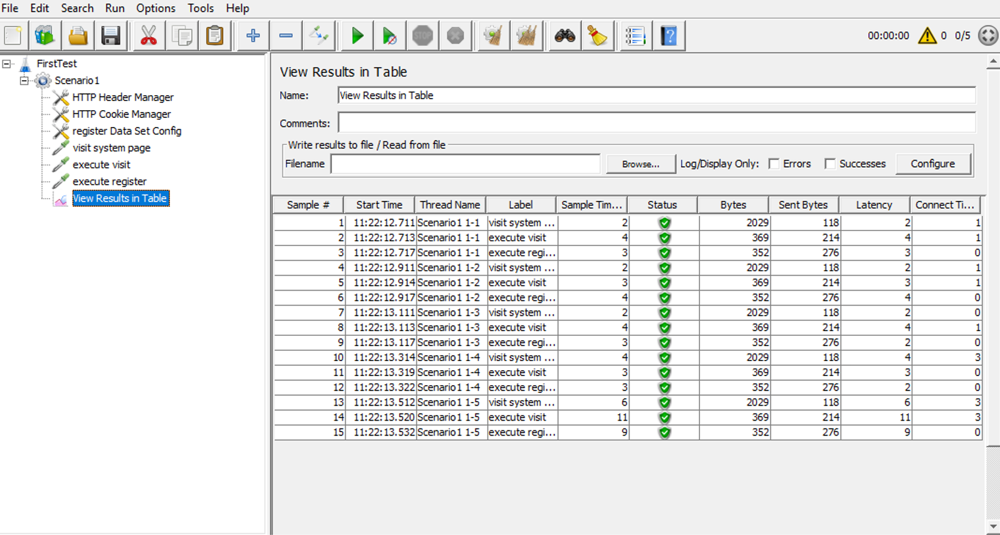 File Edit Search Run Options Tools Help
STOP
00:00:00 0 0/5
FirstTest
Scenario1
HTTP Header Manager
HTTP Cookie Manager
register Data Set Config
visit system page
execute visit
execute register
View Results in Table
View Results in Table
Name: View Results in Table
Comments:
Write results to file / Read from file
Filename Browse... Log/Display Only: Errors Successes Configure
Sample # Start Time Thread Name Label Sample Tim... Status Bytes Sent Bytes Latency Connect Ti...
1 11:22:12.711 Scenario1 1-1 visit system ... 2 2029 118 2 1
2 11:22:12.713 Scenario1 1-1 execute visit 4 369 214 4 1
3 11:22:12.717 Scenario1 1-1 execute regi... 3 352 276 3 0
4 11:22:12.911 Scenario1 1-2 visit system ... 2 2029 118 2 1
5 11:22:12.914 Scenario1 1-2 execute visit 3 369 214 3 1
6 11:22:12.917 Scenario1 1-2 execute regi... 4 352 276 4 0
7 11:22:13.111 Scenario1 1-3 visit system ... 2 2029 118 2 0
8 11:22:13.113 Scenario1 1-3 execute visit 4 369 214 4 1
9 11:22:13.117 Scenario1 1-3 execute regi... 3 352 276 2 0
10 11:22:13.314 Scenario1 1-4 visit system ... 4 2029 118 4 3
11 11:22:13.319 Scenario1 1-4 execute visit 3 369 214 3 0
12 11:22:13.322 Scenario1 1-4 execute regi... 3 352 276 2 0
13 11:22:13.512 Scenario1 1-5 visit system ... 6 2029 118 6 3
14 11:22:13.520 Scenario1 1-5 execute visit 11 369 214 11 3
15 11:22:13.532 Scenario1 1-5 execute regi... 9 352 276 9 0